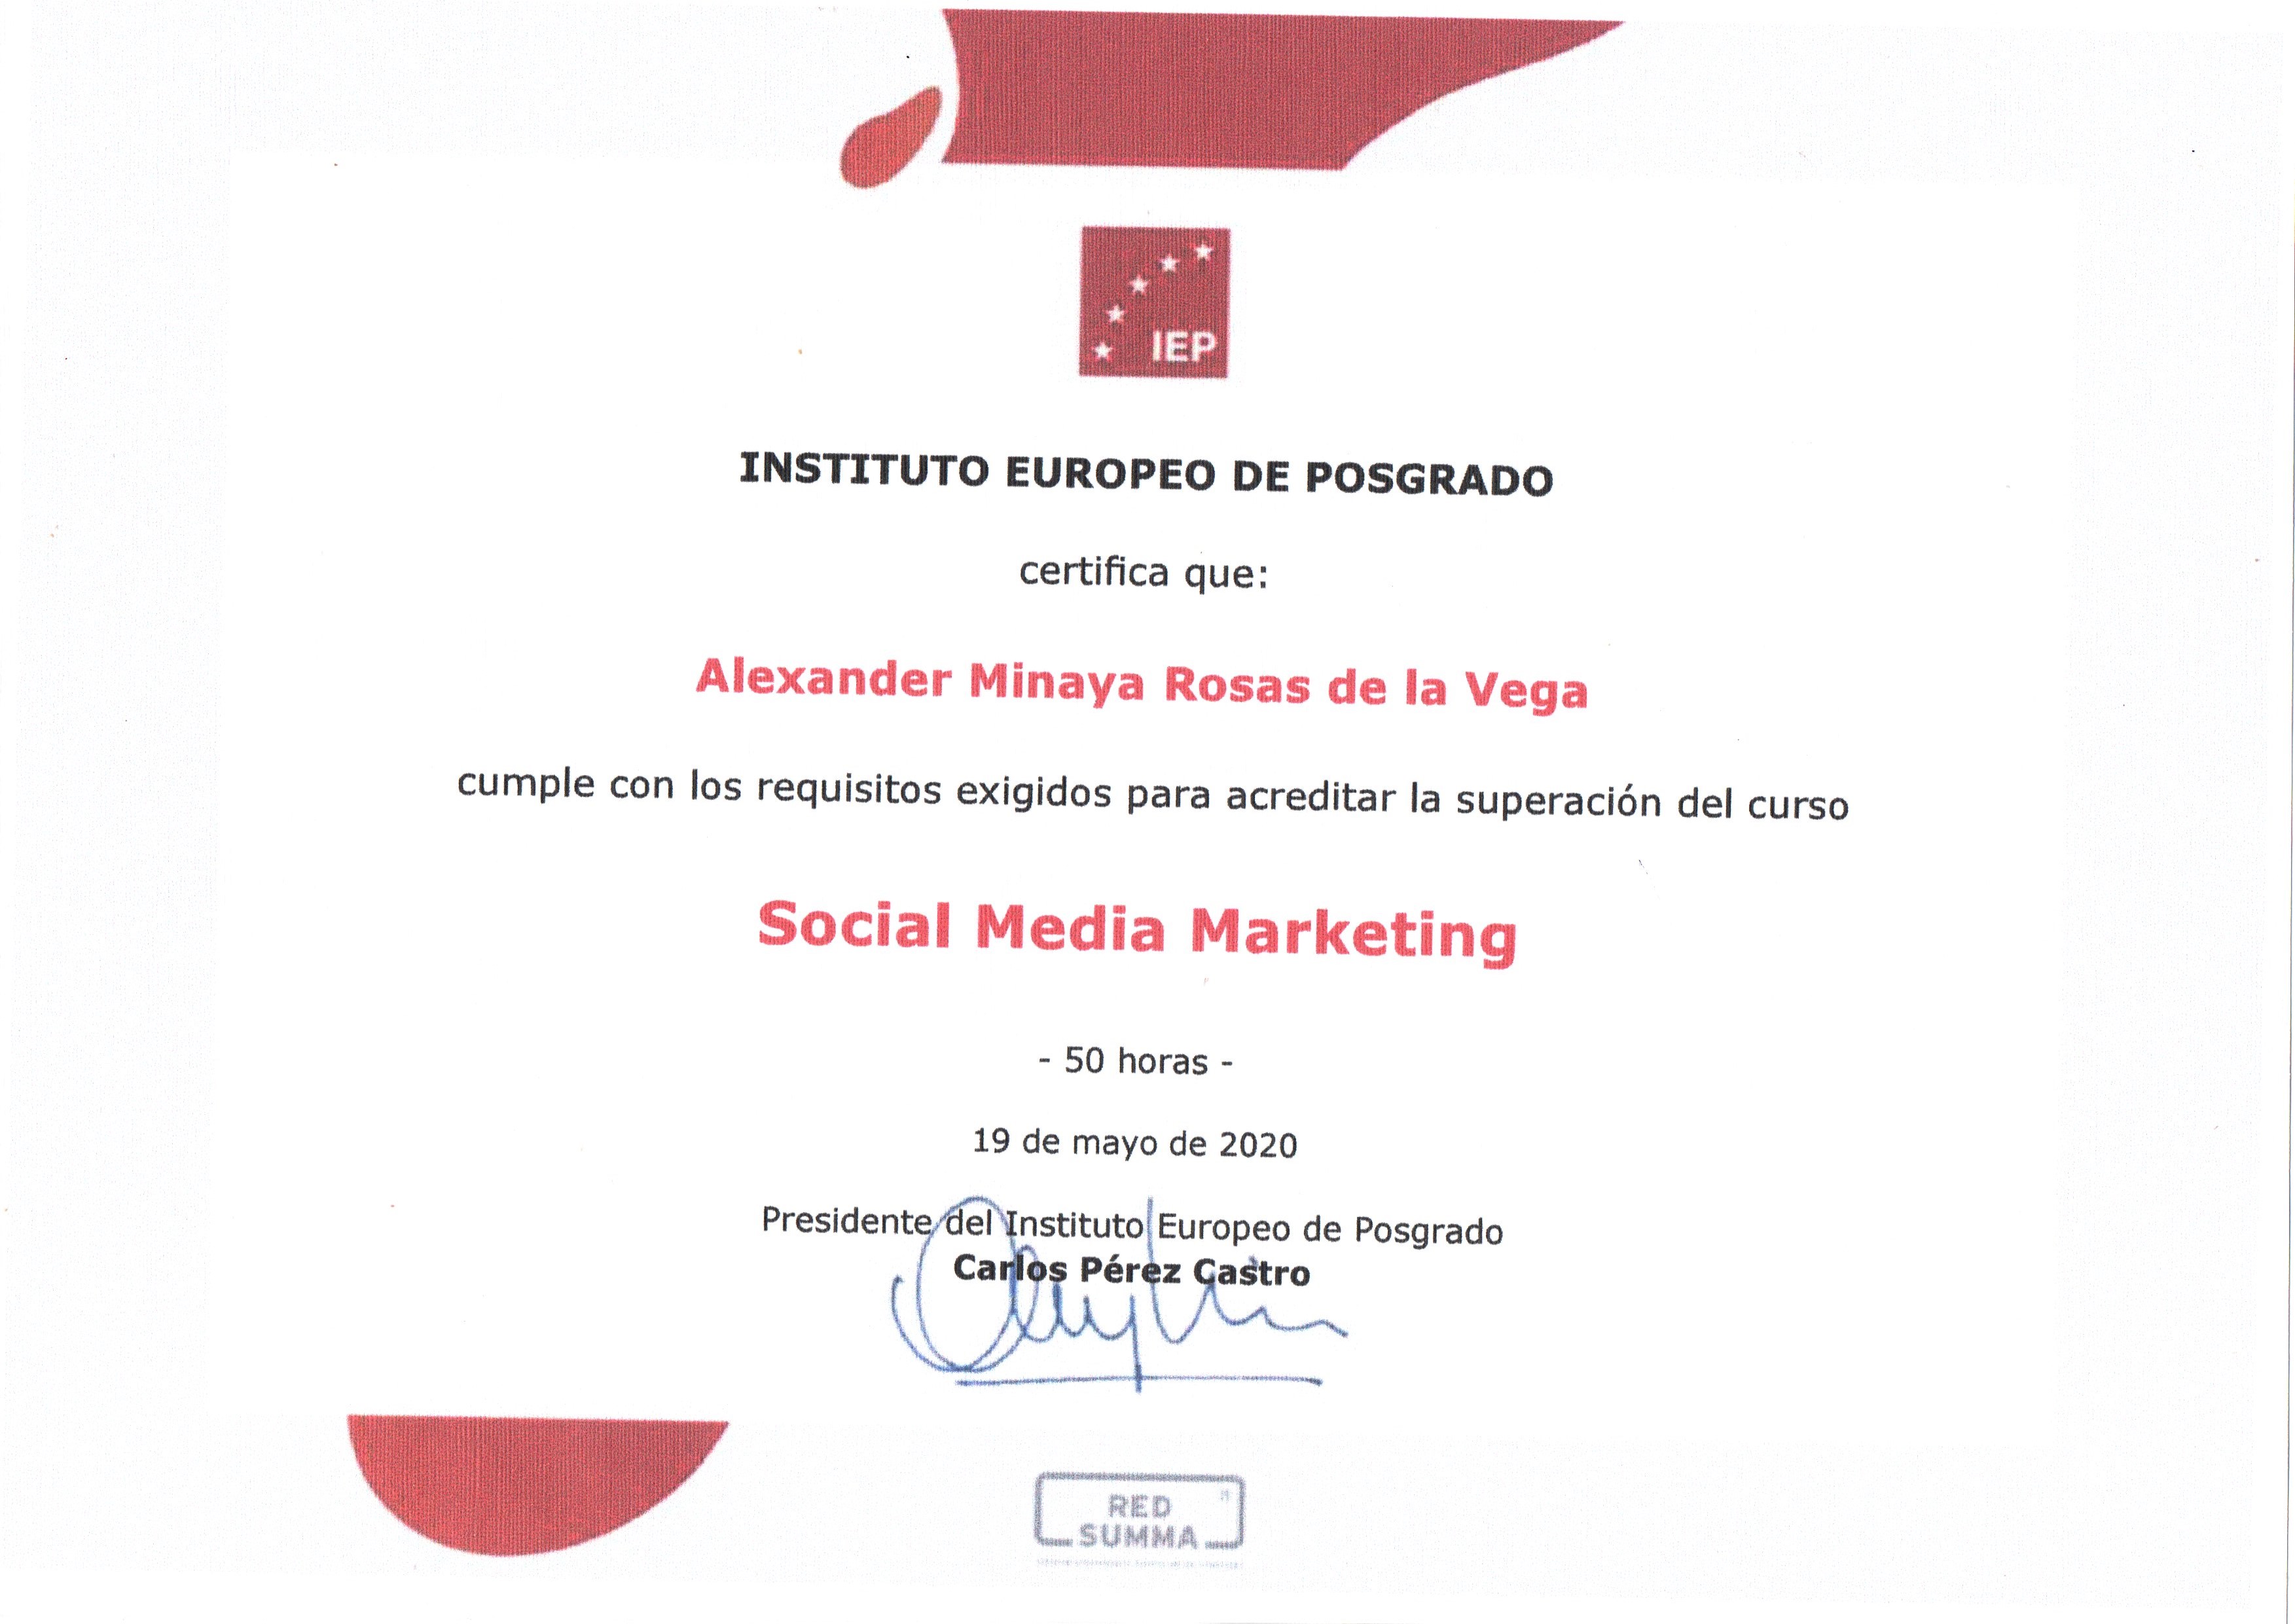 IEP
INSTITUTO EUROPEO DE POSGRADO
certifica que:
Alexander Minaya Rosas de la Vega
cumple con los requisitos exigidos para acreditar la superación del curso
Social Media Marketing
- 50 horas -
19 de mayo de 2020
Presidente del Instituto Europeo de Posgrado
Carlos Pérez Castro
RED
SUMMA